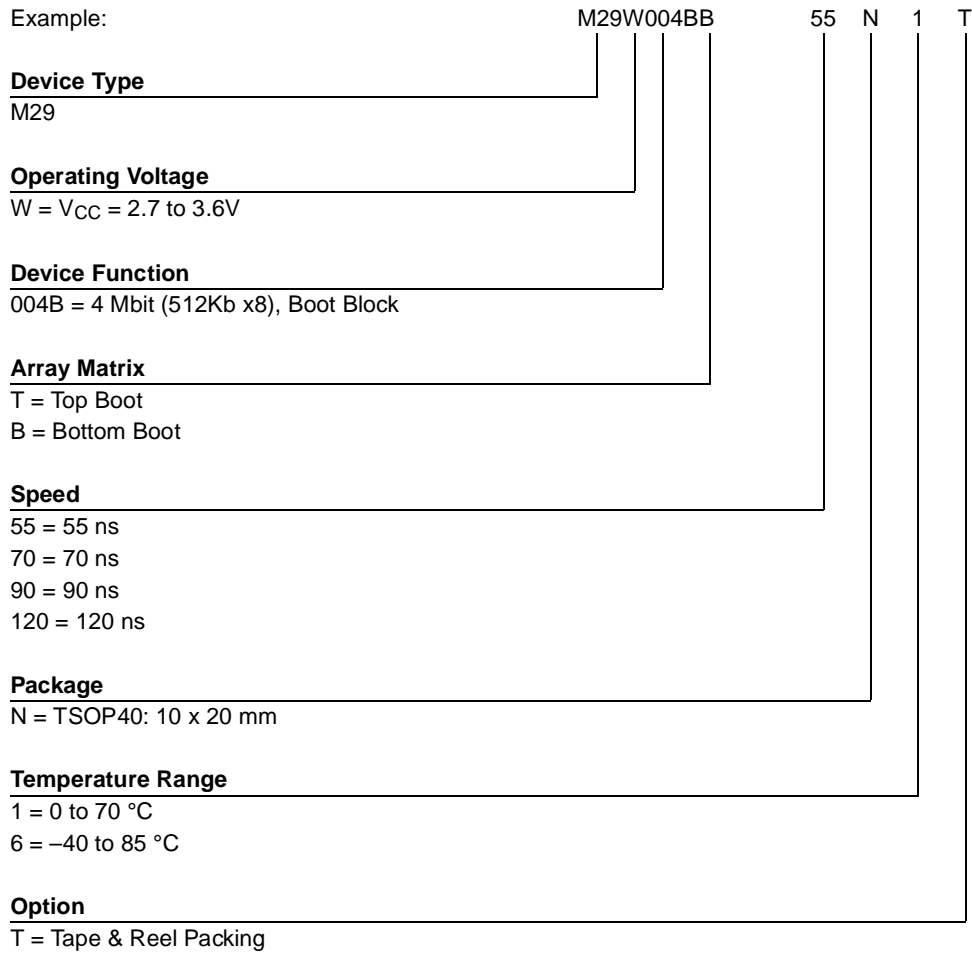 Example: M29W004BB 55 N 1 T
Device Type
M29
Operating Voltage
W = VCC = 2.7 to 3.6V
Device Function
004B = 4 Mbit (512Kb x8), Boot Block
Array Matrix
T = Top Boot
B = Bottom Boot
Speed
55 = 55 ns
70 = 70 ns
90 = 90 ns
120 = 120 ns
Package
N = TSOP40: 10 x 20 mm
Temperature Range
1 = 0 to 70 °C
6 = –40 to 85 °C
Option
T = Tape & Reel Packing